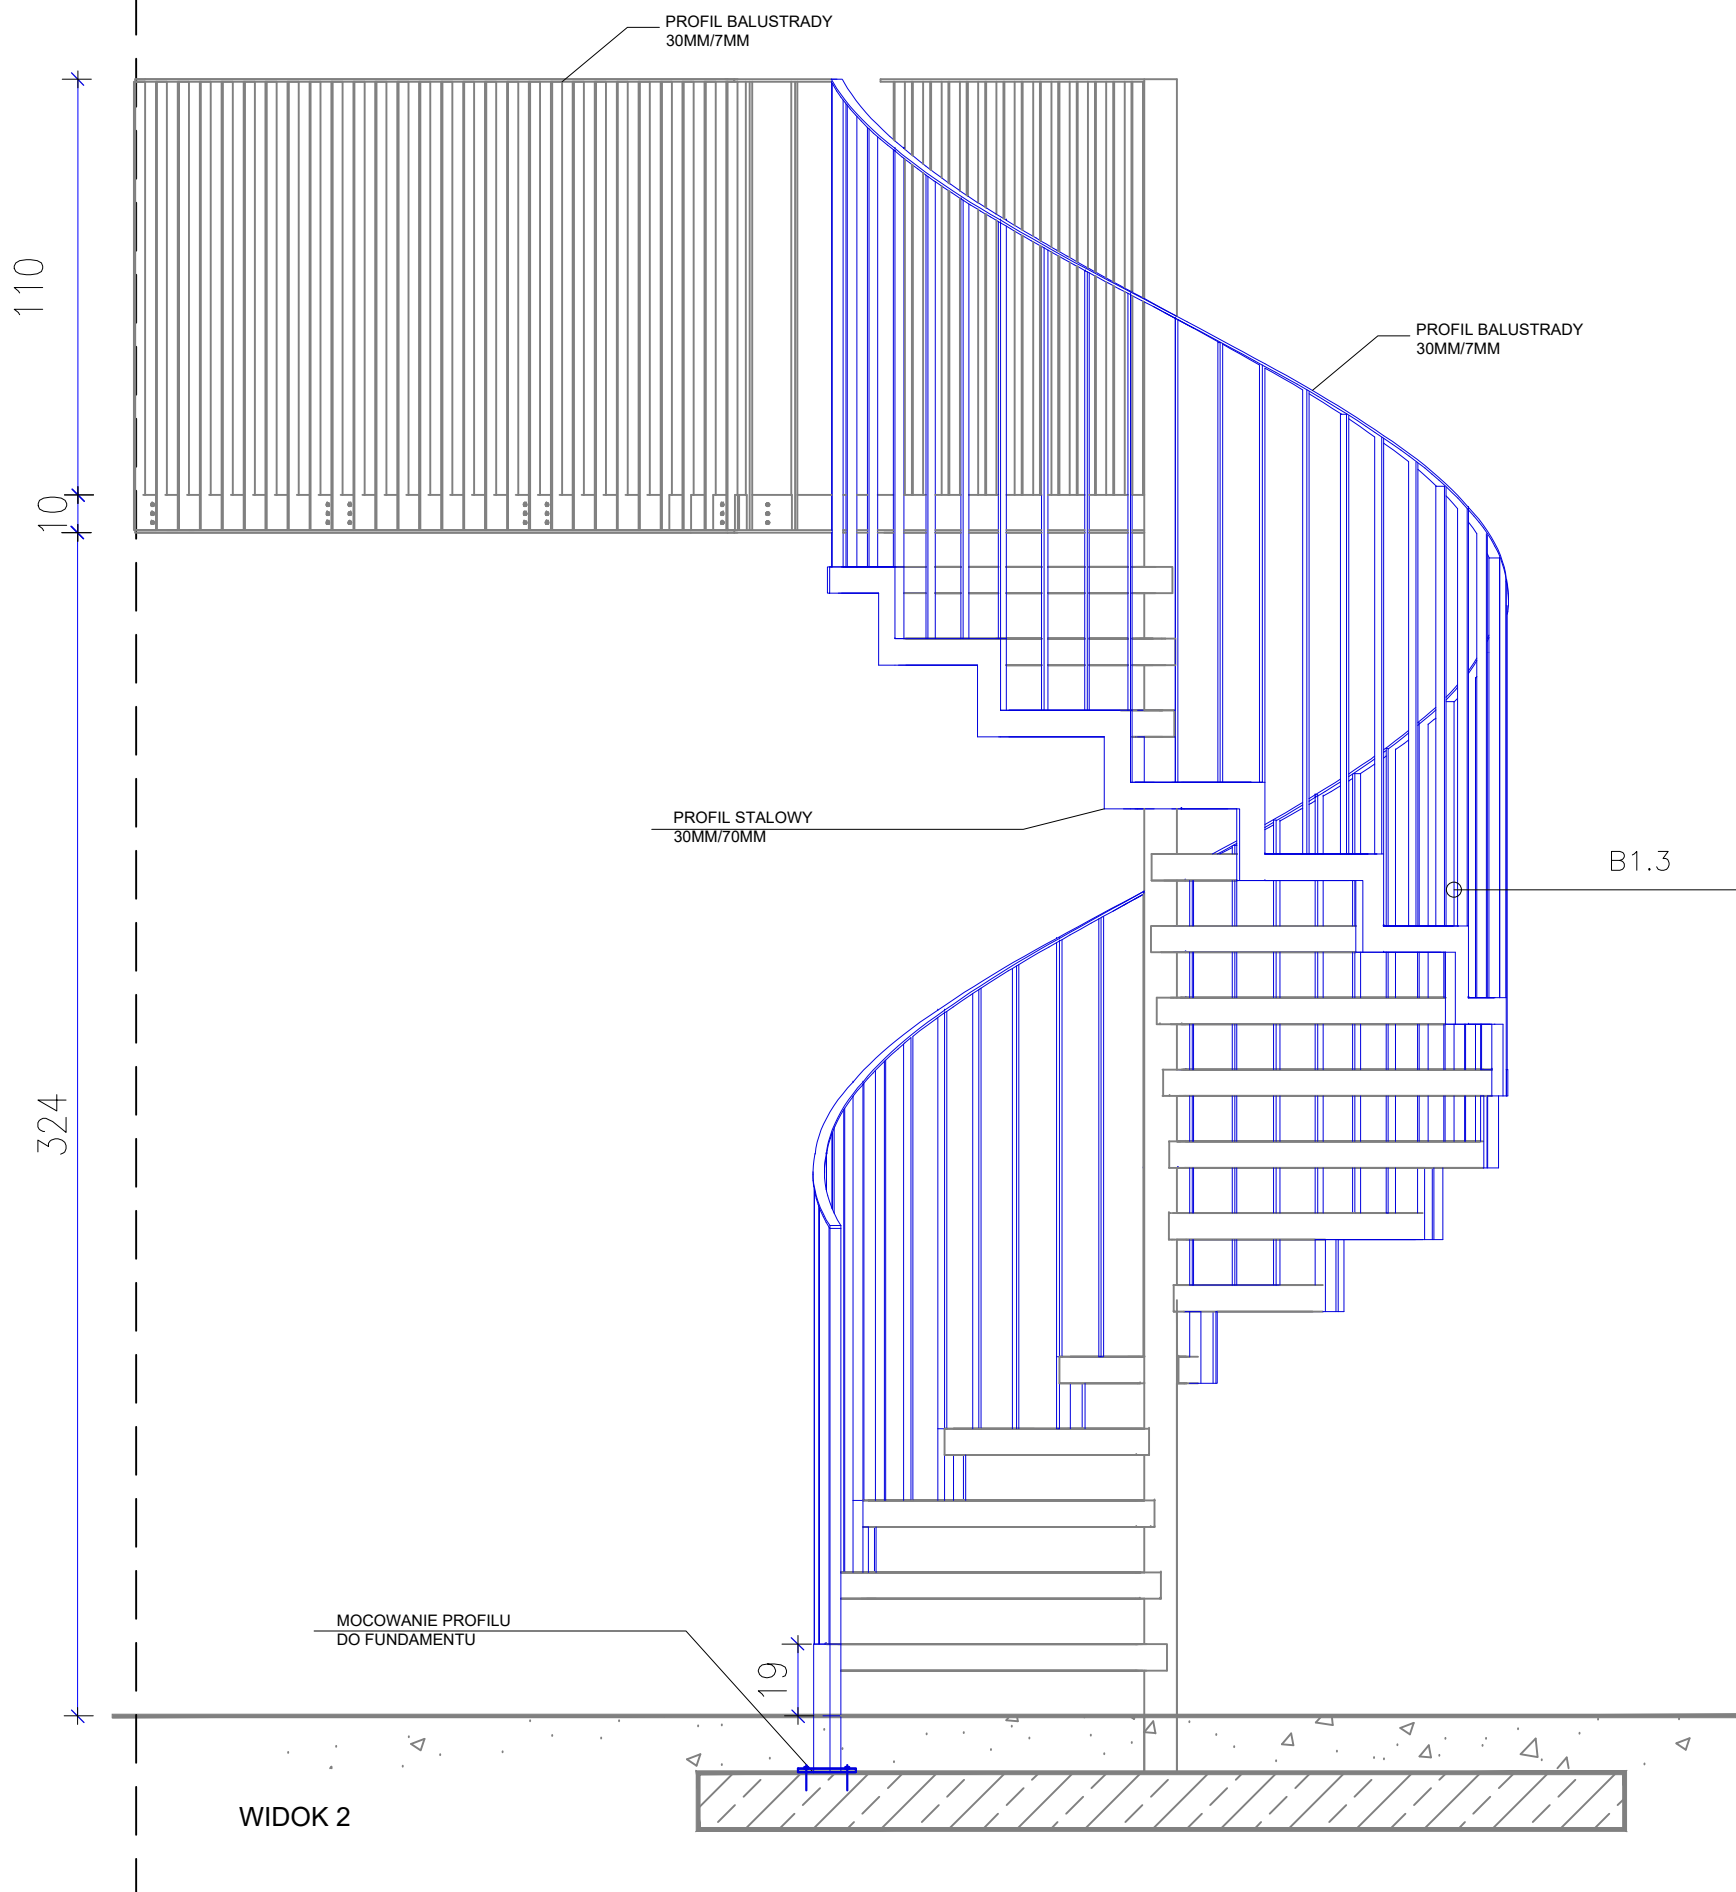 PROFIL BALUSTRADY
30MM/7MM
110
PROFIL BALUSTRADY
30MM/7MM
10
PROFIL STALOWY
30MM/70MM
B1.3
324
MOCOWANIE PROFILU
DO FUNDAMENTU
19
WIDOK 2